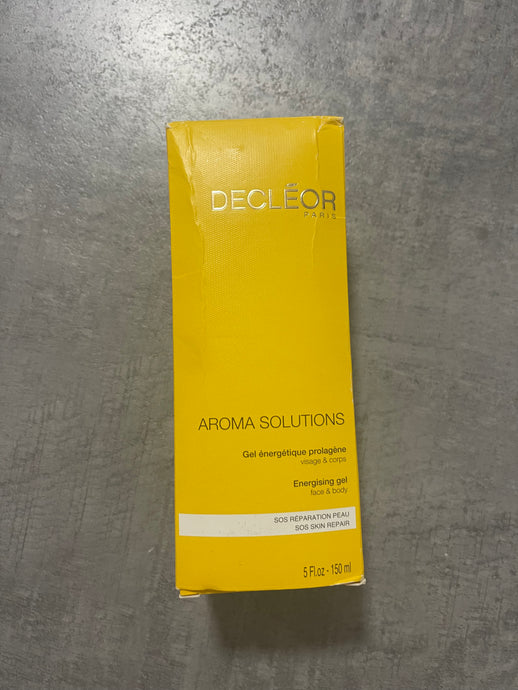 DECLÉOR
PARIS
AROMA SOLUTIONS
Gel énergétique prolagène
visage & corps
Energising gel
face & body
SOS RÉPARATION PEAU
SOS SKIN REPAIR
5 Fl.oz - 150 ml